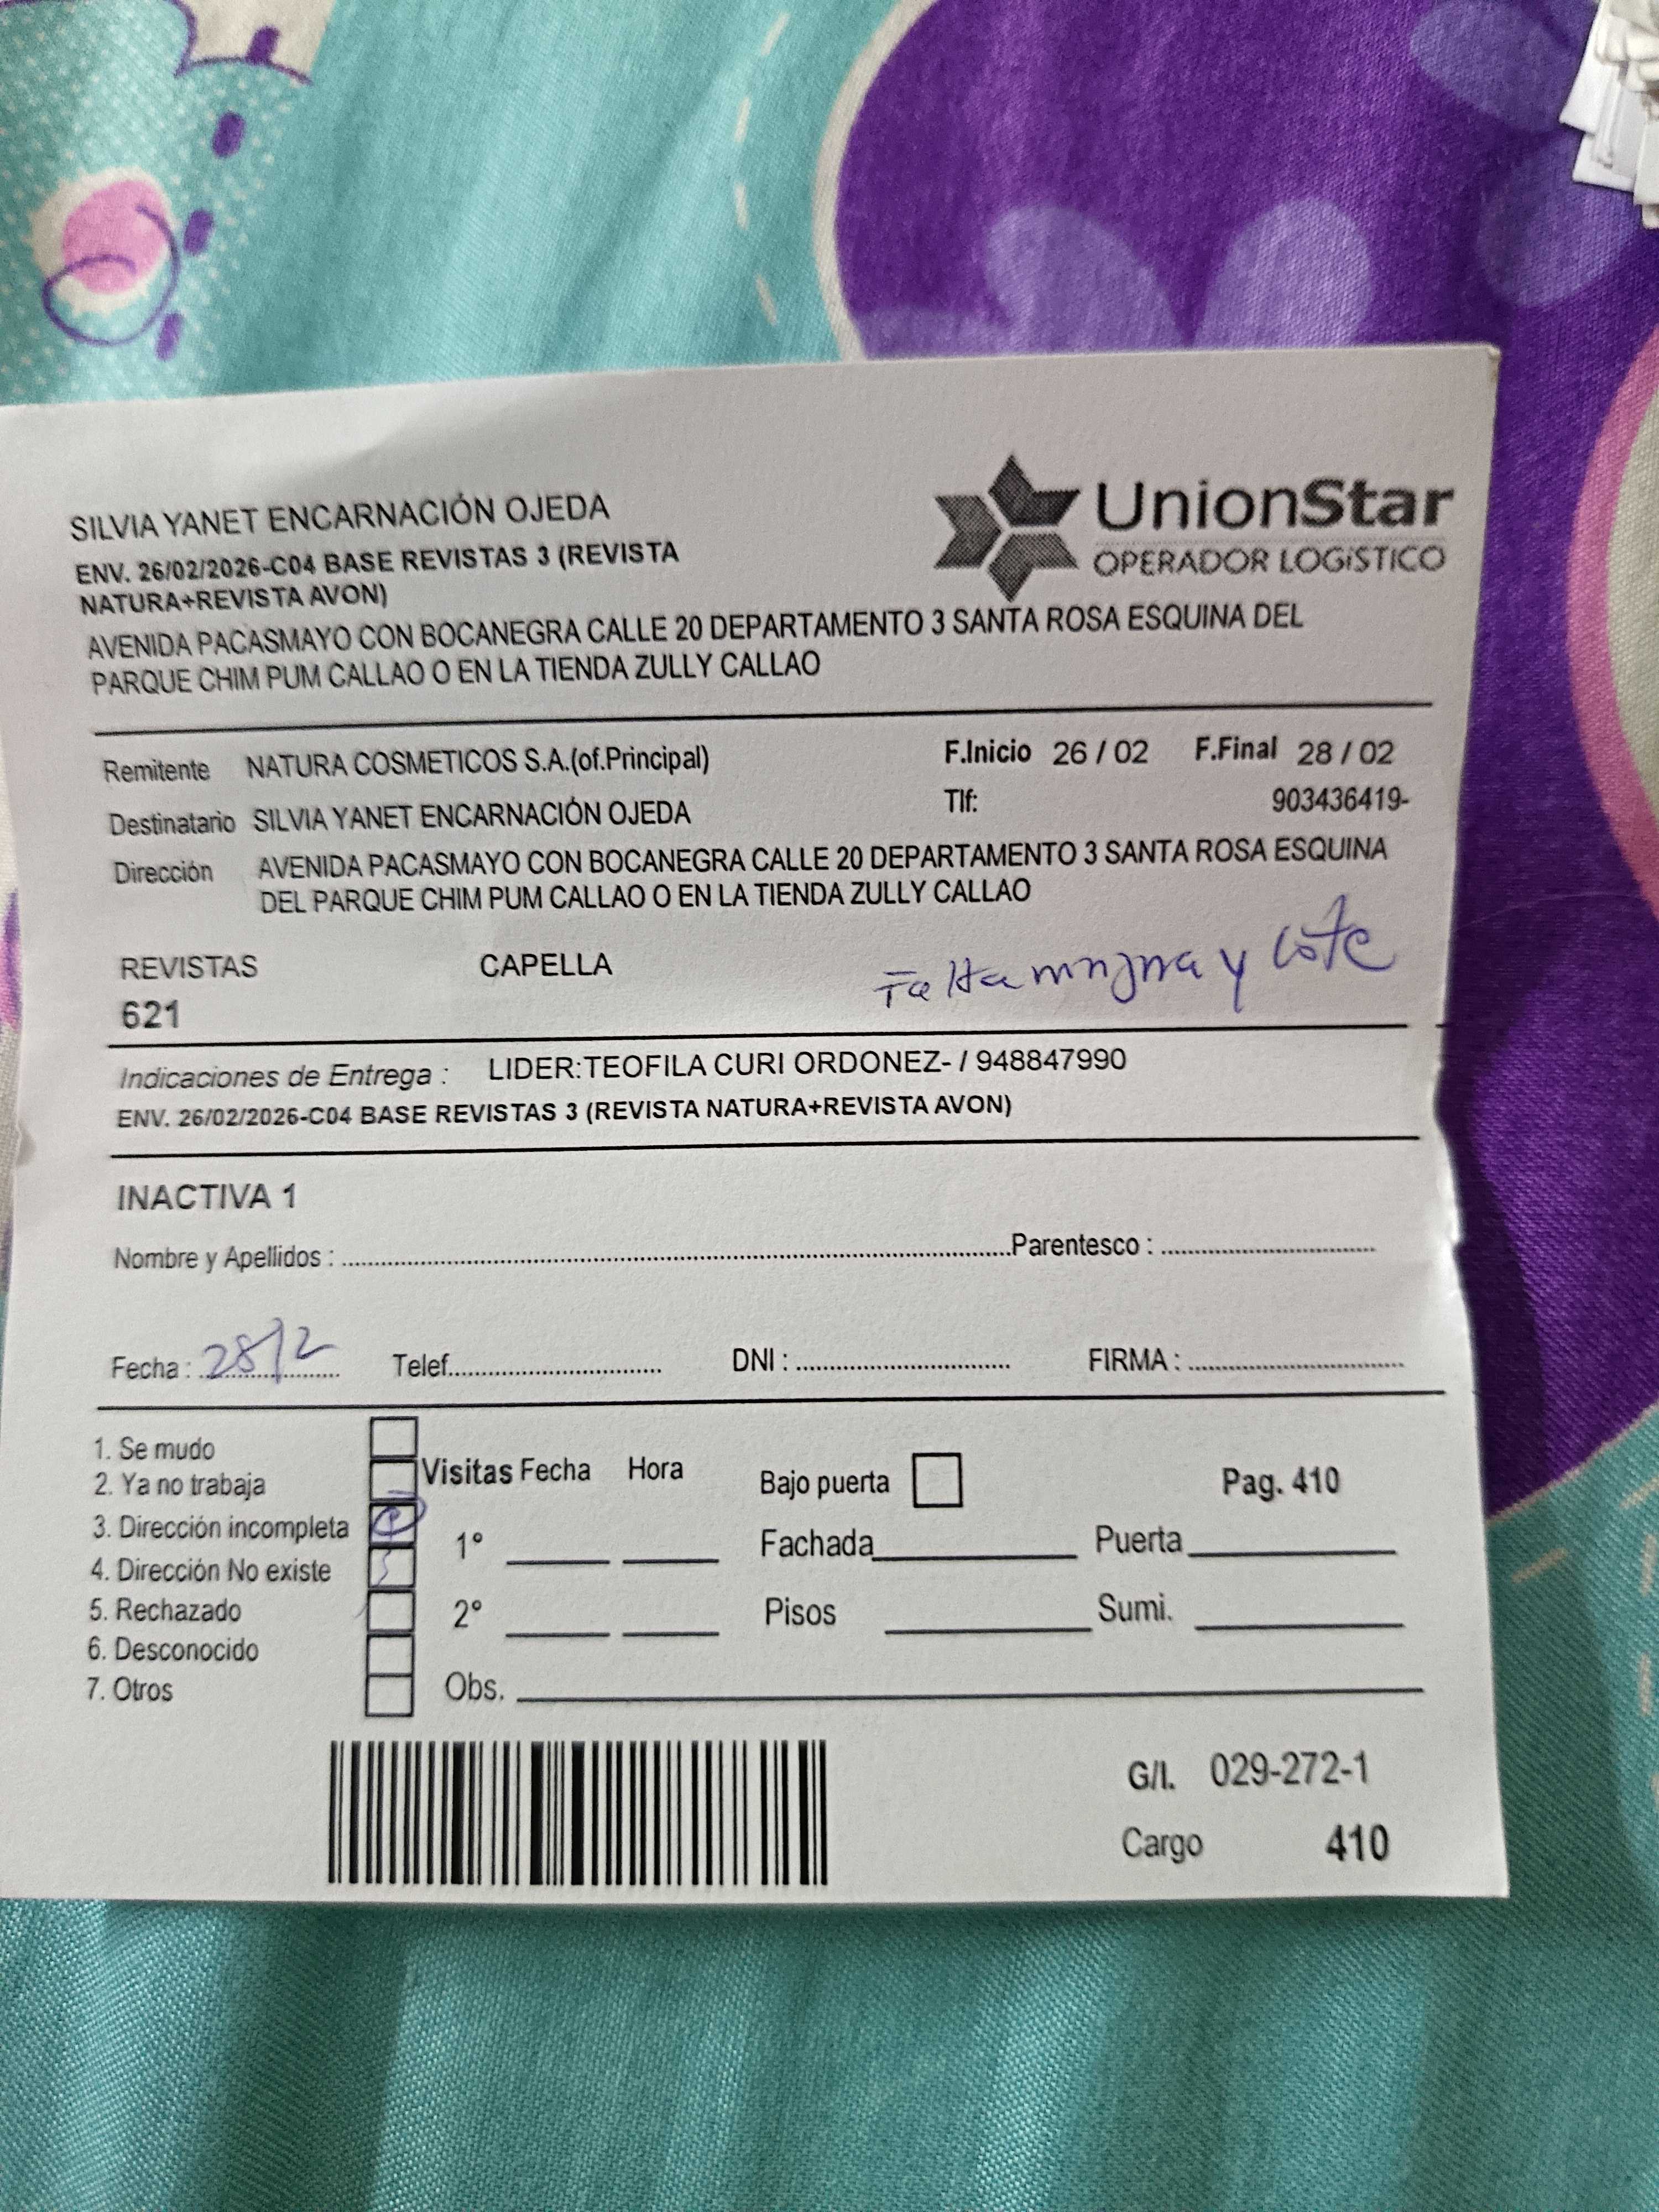 SILVIA YANET ENCARNACIÓN OJEDA
ENV. 26/02/2026-C04 BASE REVISTAS 3 (REVISTA
NATURA+REVISTA AVON)
AVENIDA PACASMAYO CON BOCANEGRA CALLE 20 DEPARTAMENTO 3 SANTA ROSA ESQUINA DEL
PARQUE CHIM PUM CALLAO O EN LA TIENDA ZULLY CALLAO
UnionStar
OPERADOR LOGÍSTICO
Remitente NATURA COSMETICOS S.A.(of.Principal) F.Inicio 26 / 02 F.Final 28 / 02
Destinatario SILVIA YANET ENCARNACIÓN OJEDA Tlf: 903436419-
Dirección AVENIDA PACASMAYO CON BOCANEGRA CALLE 20 DEPARTAMENTO 3 SANTA ROSA ESQUINA
DEL PARQUE CHIM PUM CALLAO O EN LA TIENDA ZULLY CALLAO
REVISTAS CAPELLA Falta y Lote
621
Indicaciones de Entrega : LIDER:TEOFILA CURI ORDONEZ- / 948847990
ENV. 26/02/2026-C04 BASE REVISTAS 3 (REVISTA NATURA+REVISTA AVON)
INACTIVA 1
Nombre y Apellidos : Parentesco :
Fecha : 28/2 Telef. DNI : FIRMA :
1. Se mudo
2. Ya no trabaja
3. Dirección incompleta
4. Dirección No existe
5. Rechazado
6. Desconocido
7. Otros
Visitas Fecha Hora
1°
2°
Obs.
Bajo puerta Pag. 410
Fachada Puerta
Pisos Sumi.
G/I. 029-272-1
Cargo 410